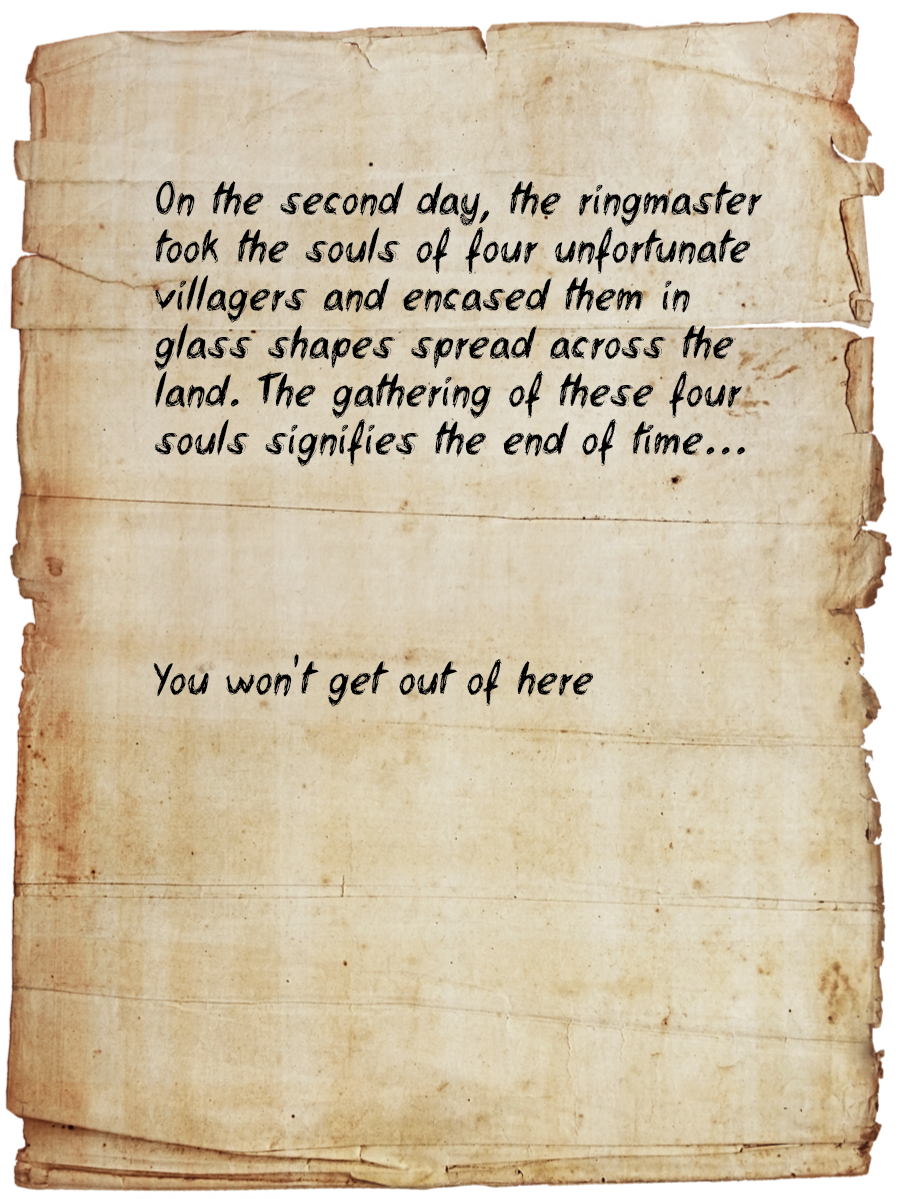 On the second day, the ringmaster
took the souls of four unfortunate
villagers and encased them in
glass shapes spread across the
land. The gathering of these four
souls signifies the end of time...
You won't get out of here